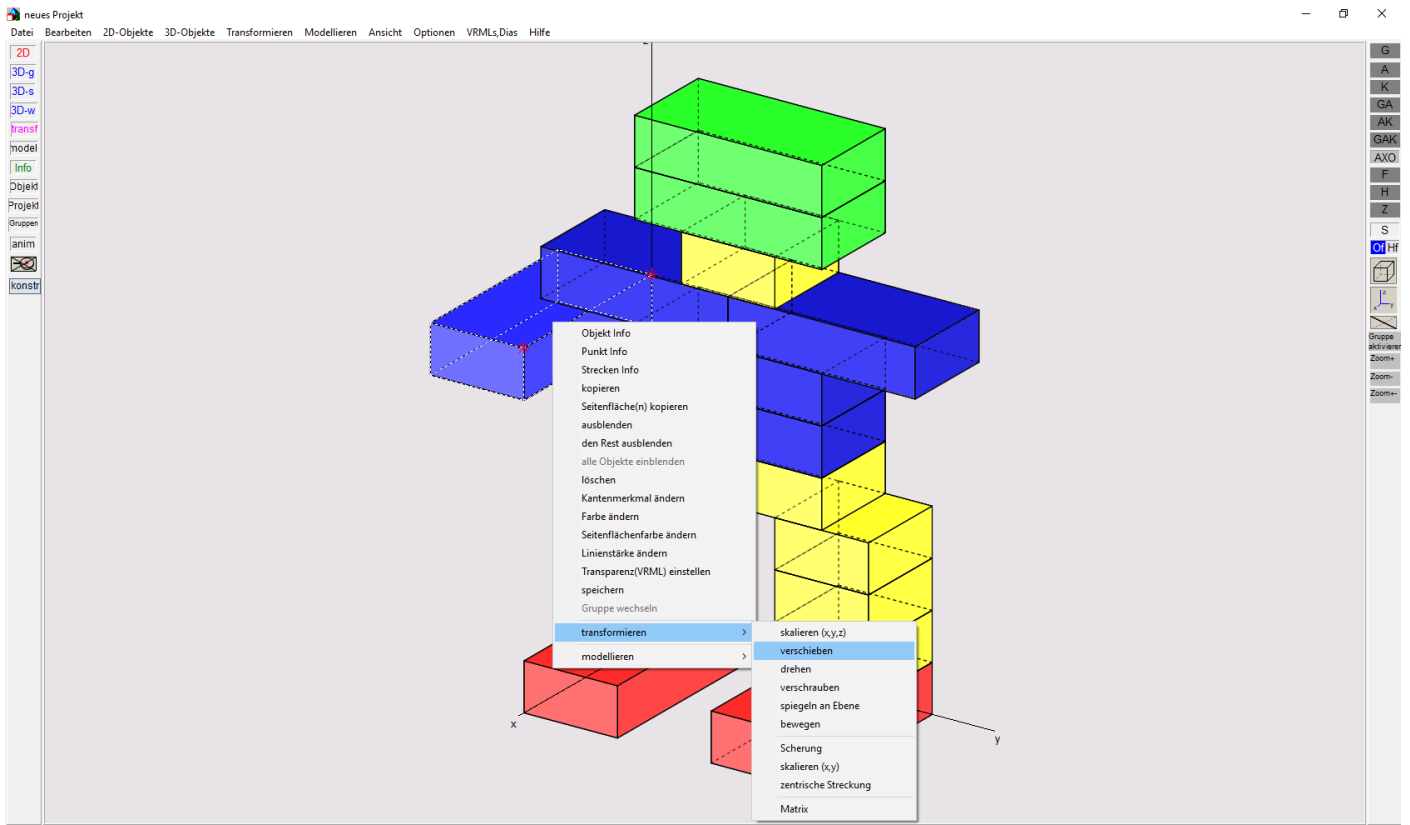 neues Projekt
Datei Bearbeiten 2D-Objekte 3D-Objekte Transformieren Modellieren Ansicht Optionen VRMLs,Dias Hilfe
2D
3D-g
3D-s
3D-w
transf
model
Info
Objekt
Projekt
Gruppen
anim
konstr
z
x
y
Objekt Info
Punkt Info
Strecken Info
kopieren
Seitenfläche(n) kopieren
ausblenden
den Rest ausblenden
alle Objekte einblenden
löschen
Kantenmerkmal ändern
Farbe ändern
Seitenflächenfarbe ändern
Linienstärke ändern
Transparenz(VRML) einstellen
speichern
Gruppe wechseln
transformieren
modellieren
skalieren (x,y,z)
verschieben
drehen
verschrauben
spiegeln an Ebene
bewegen
Scherung
skalieren (x,y)
zentrische Streckung
Matrix
G
A
K
GA
AK
GAK
AXO
F
H
Z
S
Of Hf
z
x y
Gruppe
aktivieren
Zoom+
Zoom-
Zoom+-